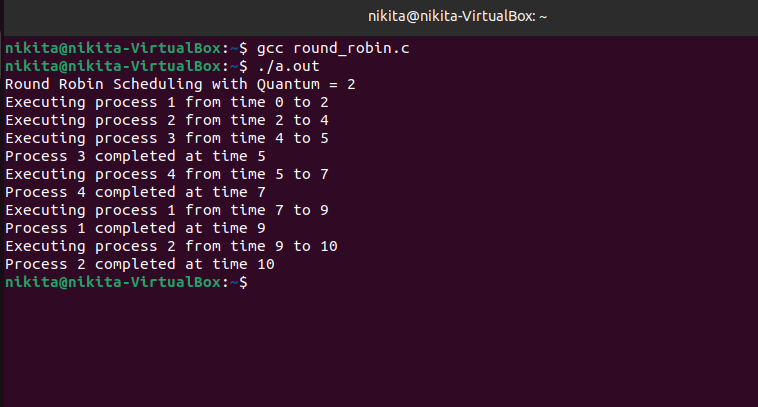 nikita@nikita-VirtualBox: ~
nikita@nikita-VirtualBox:~$ gcc round_robin.c
nikita@nikita-VirtualBox:~$ ./a.out
Round Robin Scheduling with Quantum = 2
Executing process 1 from time 0 to 2
Executing process 2 from time 2 to 4
Executing process 3 from time 4 to 5
Process 3 completed at time 5
Executing process 4 from time 5 to 7
Process 4 completed at time 7
Executing process 1 from time 7 to 9
Process 1 completed at time 9
Executing process 2 from time 9 to 10
Process 2 completed at time 10
nikita@nikita-VirtualBox:~$